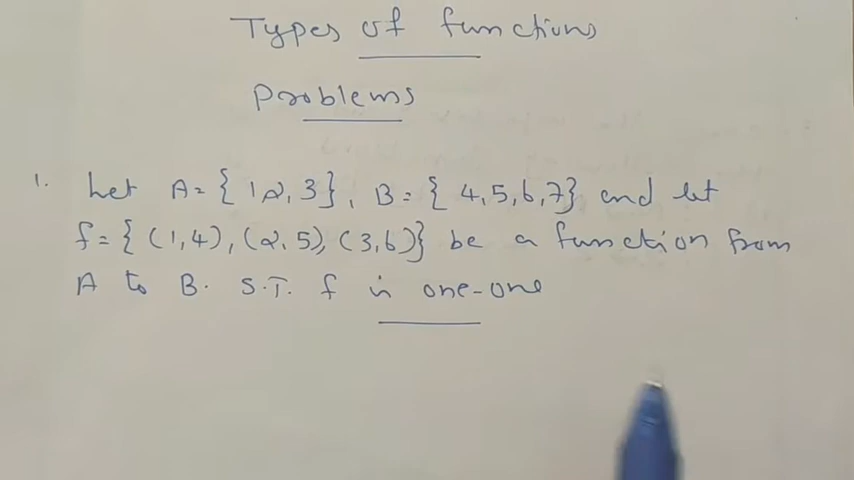 Types of functions
Problems
1. Let A = { 1,2, 3 }, B = { 4,5,6,7} and let
f = { (1,4), (2,5), (3,6)} be a function from
A to B. S.T. f is one-one